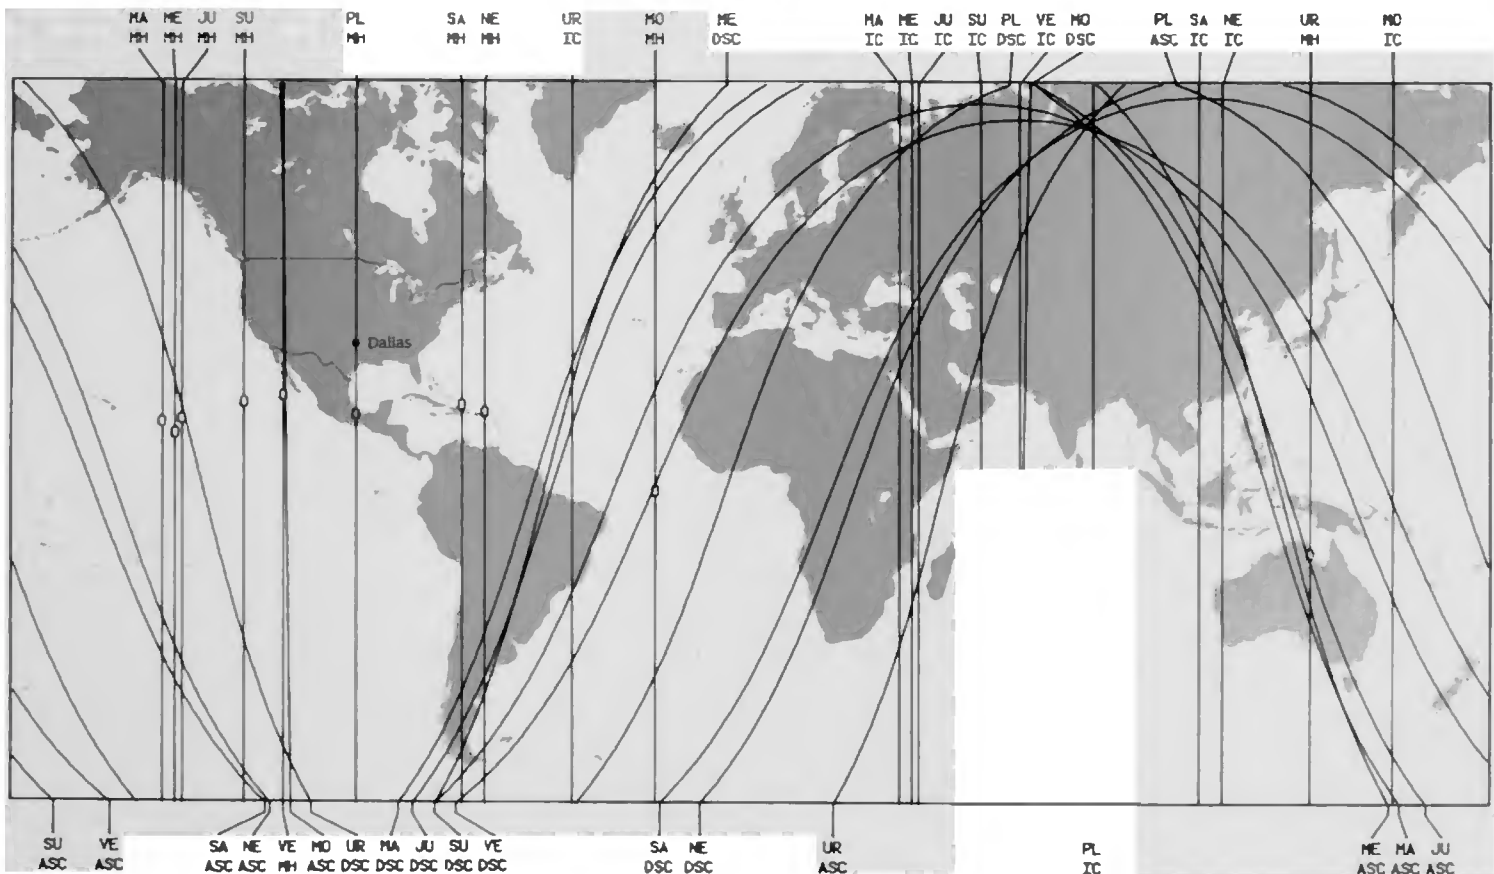 MA ME JU SU PL SA NE UR MO ME MA ME JU SU PL VE MO PL SA NE UR MO
MH MH MH MH MH MH MH IC MH DSC IC IC IC IC DSC IC DSC ASC IC IC MH IC
Dallas
SU VE SA NE VE MO UR MA JU SU VE SA NE UR PL ME MA JU
ASC ASC ASC ASC MH ASC DSC DSC DSC DSC DSC DSC DSC ASC IC ASC ASC ASC